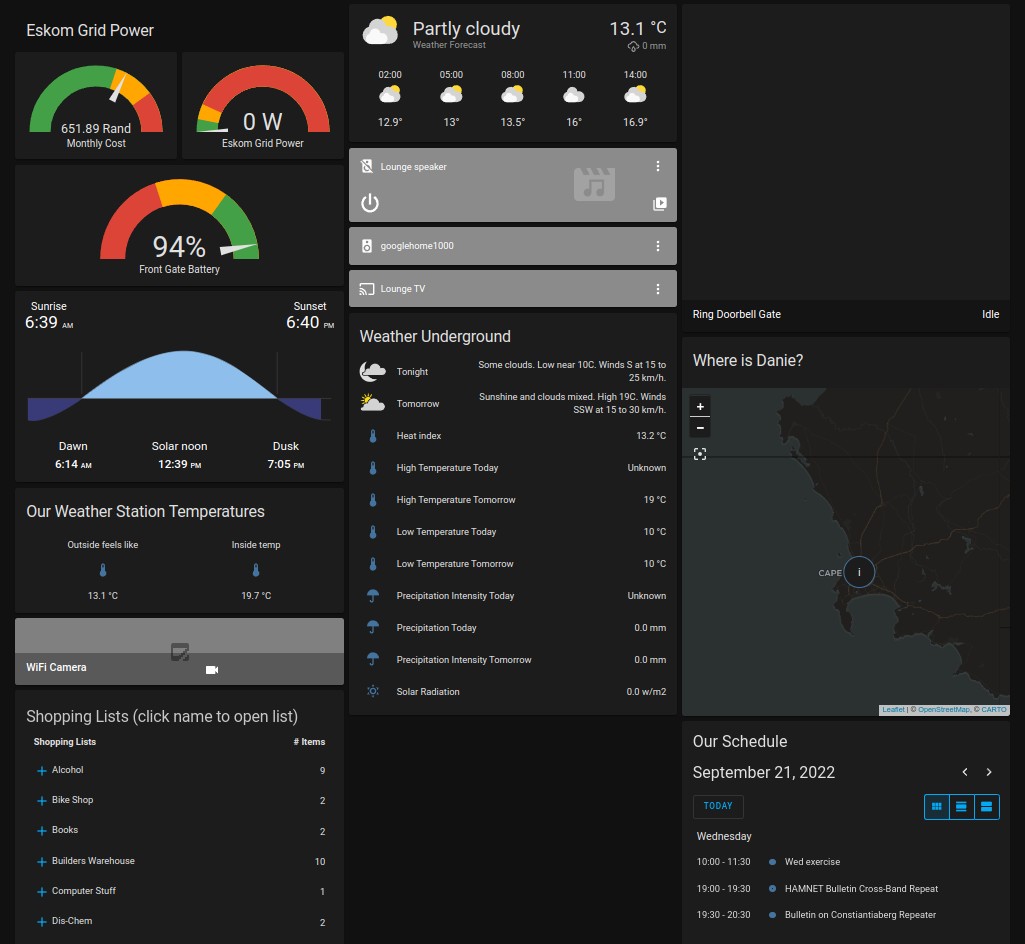 Eskom Grid Power
651.89 Rand
Monthly Cost
0 W
Eskom Grid Power
94%
Front Gate Battery
Sunrise
Sunset
6:39 AM
6:40 PM
Dawn
Solar noon
Dusk
6:14 AM
12:39 PM
7:05 PM
Our Weather Station Temperatures
Outside feels like
Inside temp
13.1 °C
19.7 °C
WiFi Camera
Shopping Lists (click name to open list)
Shopping Lists # Items
Alcohol 9
Bike Shop 2
Books 2
Builders Warehouse 10
Computer Stuff 1
Dis-Chem 2
Partly cloudy
Weather Forecast
13.1 °C
0 mm
02:00 05:00 08:00 11:00 14:00
12.9° 13° 13.5° 16° 16.9°
Lounge speaker
googlehome1000
Lounge TV
Weather Underground
Tonight
Some clouds. Low near 10C. Winds S at 15 to
25 km/h.
Tomorrow
Sunshine and clouds mixed. High 19C. Winds
SSW at 15 to 30 km/h.
Heat index 13.2 °C
High Temperature Today Unknown
High Temperature Tomorrow 19 °C
Low Temperature Today 10 °C
Low Temperature Tomorrow 10 °C
Precipitation Intensity Today Unknown
Precipitation Today 0.0 mm
Precipitation Intensity Tomorrow 0.0 mm
Solar Radiation 0.0 w/m2
Ring Doorbell Gate Idle
Where is Danie?
+
−
CAPE
i
Leaflet | © OpenStreetMap, © CARTO
Our Schedule
September 21, 2022
TODAY
Wednesday
10:00 - 11:30 Wed exercise
19:00 - 19:30 HAMNET Bulletin Cross-Band Repeat
19:30 - 20:30 Bulletin on Constiantiaberg Repeater